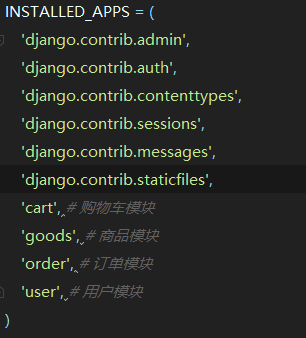 INSTALLED_APPS = (
'django.contrib.admin',
'django.contrib.auth',
'django.contrib.contenttypes',
'django.contrib.sessions',
'django.contrib.messages',
'django.contrib.staticfiles',
'cart', # 购物车模块
'goods', # 商品模块
'order', # 订单模块
'user', # 用户模块
)